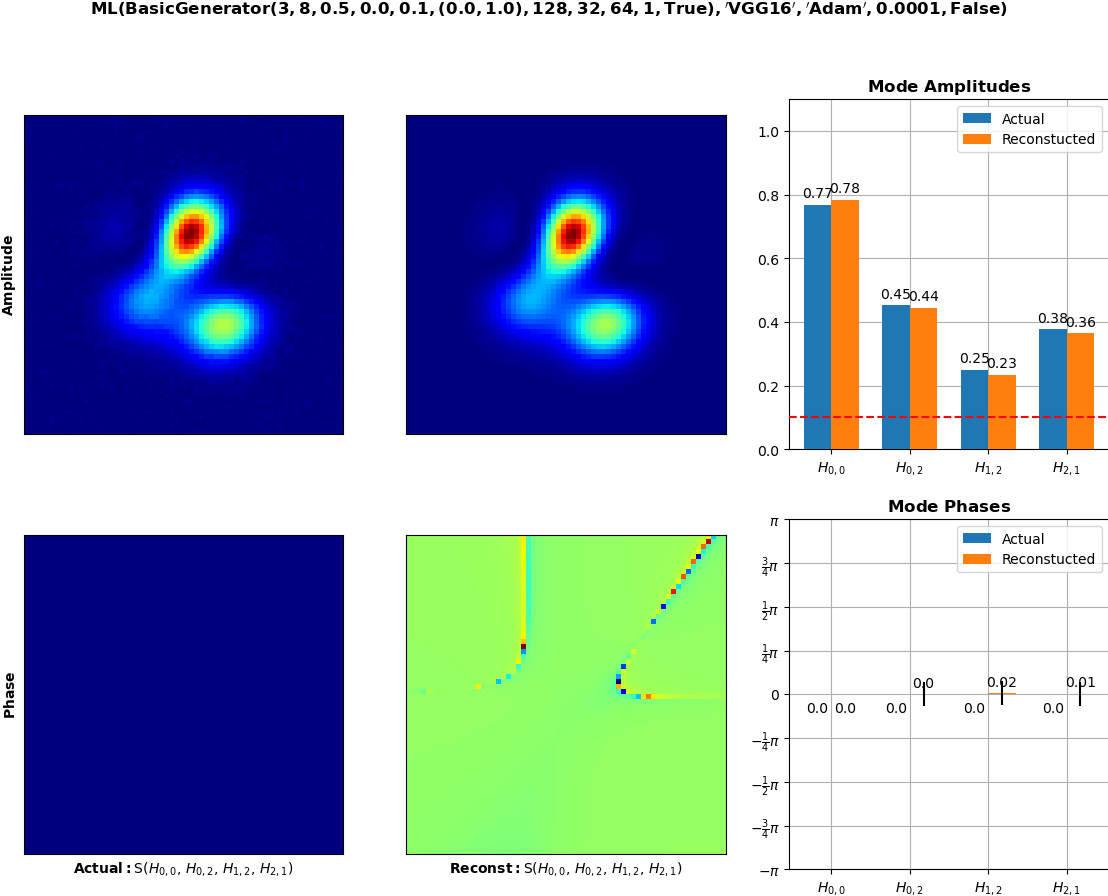 ML(BasicGenerator(3, 8, 0.5, 0.0, 0.1, (0.0, 1.0), 128, 32, 64, 1, True), ′VGG16′, ′Adam′, 0.0001, False)
Amplitude
Mode Amplitudes
Actual
Reconstucted
1.0
0.8
0.6
0.4
0.2
0.0
0.77
0.78
0.45
0.44
0.25
0.23
0.38
0.36
H0, 0
H0, 2
H1, 2
H2, 1
Phase
Actual: S(H0, 0, H0, 2, H1, 2, H2, 1)
Reconst: S(H0, 0, H0, 2, H1, 2, H2, 1)
Mode Phases
Actual
Reconstucted
π
3/4π
1/2π
1/4π
0
−1/4π
−1/2π
−3/4π
−π
0.0
0.0
0.0
0.0
0.0
0.02
0.0
0.01
H0, 0
H0, 2
H1, 2
H2, 1